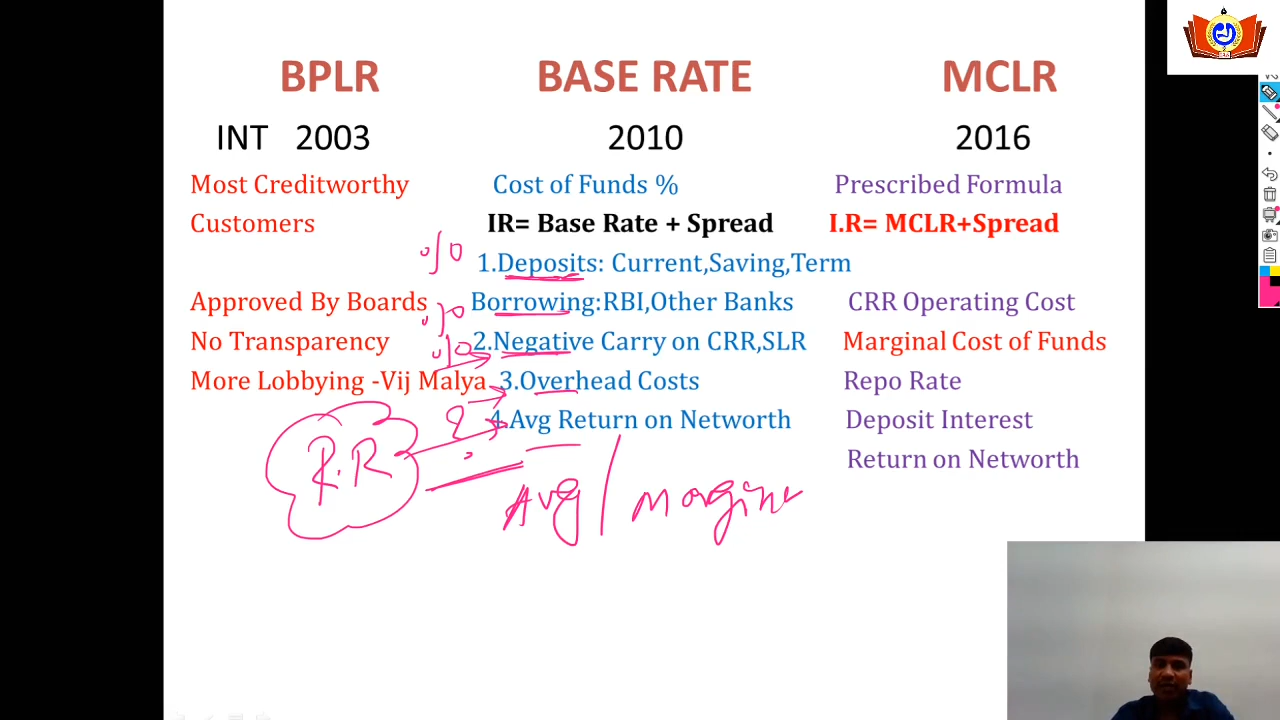 BPLR BASE RATE MCLR
INT 2003 2010 2016
Most Creditworthy Cost of Funds % Prescribed Formula
Customers IR= Base Rate + Spread I.R= MCLR+Spread
% 1.Deposits: Current,Saving,Term
Approved By Boards Borrowing:RBI,Other Banks CRR Operating Cost
%
No Transparency 2.Negative Carry on CRR,SLR Marginal Cost of Funds
%
More Lobbying -Vij Malya 3.Overhead Costs Repo Rate
4.Avg Return on Networth Deposit Interest
?
R.R Return on Networth
Avg /